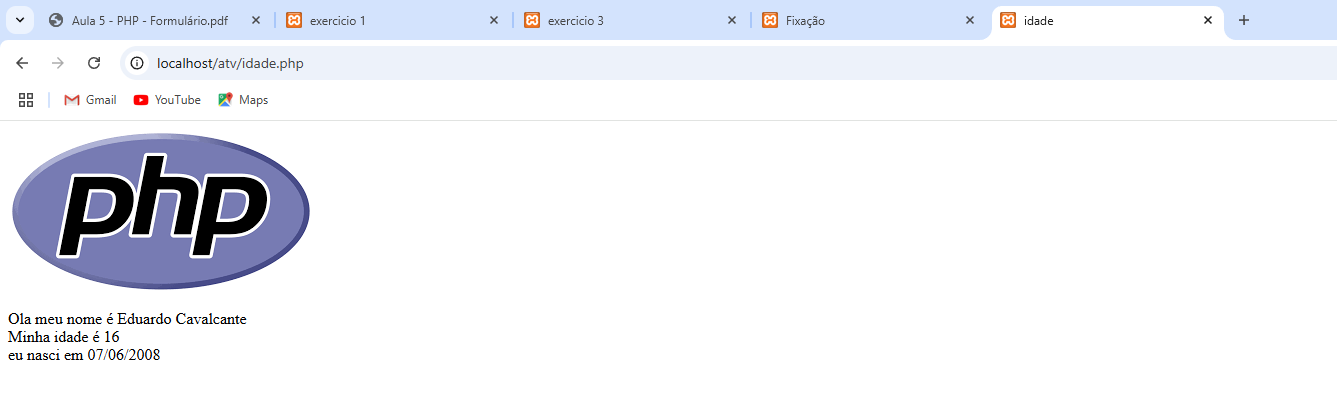 Aula 5 - PHP - Formulário.pdf
exercicio 1
exercicio 3
Fixação
idade
localhost/atv/idade.php
Gmail
YouTube
Maps
php
Ola meu nome é Eduardo Cavalcante
Minha idade é 16
eu nasci em 07/06/2008